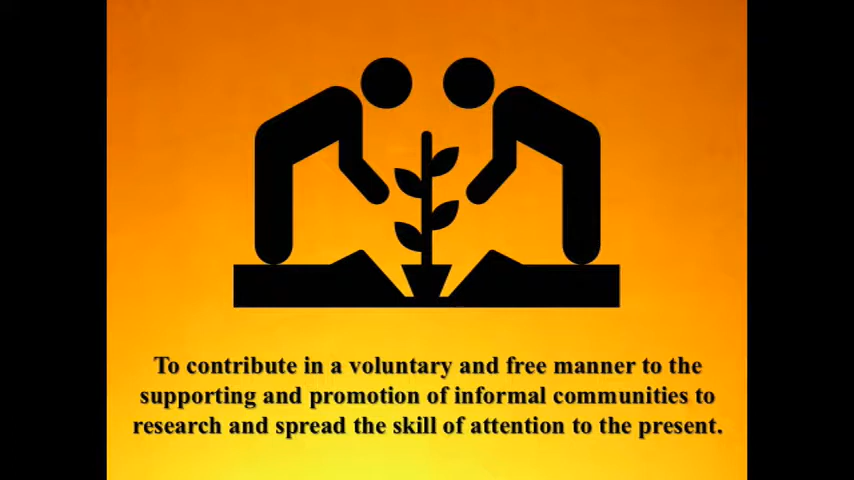 To contribute in a voluntary and free manner to the
supporting and promotion of informal communities to
research and spread the skill of attention to the present.